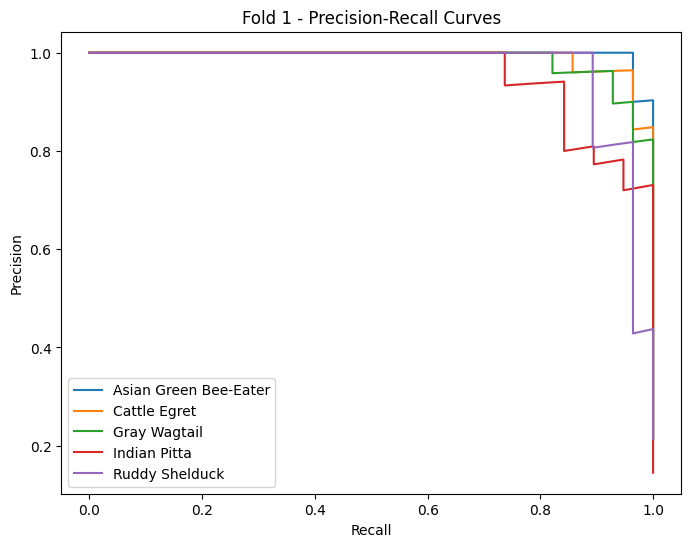 Fold 1 - Precision-Recall Curves
Precision
1.0
0.8
0.6
0.4
0.2
Asian Green Bee-Eater
Cattle Egret
Gray Wagtail
Indian Pitta
Ruddy Shelduck
0.0 0.2 0.4 0.6 0.8 1.0
Recall